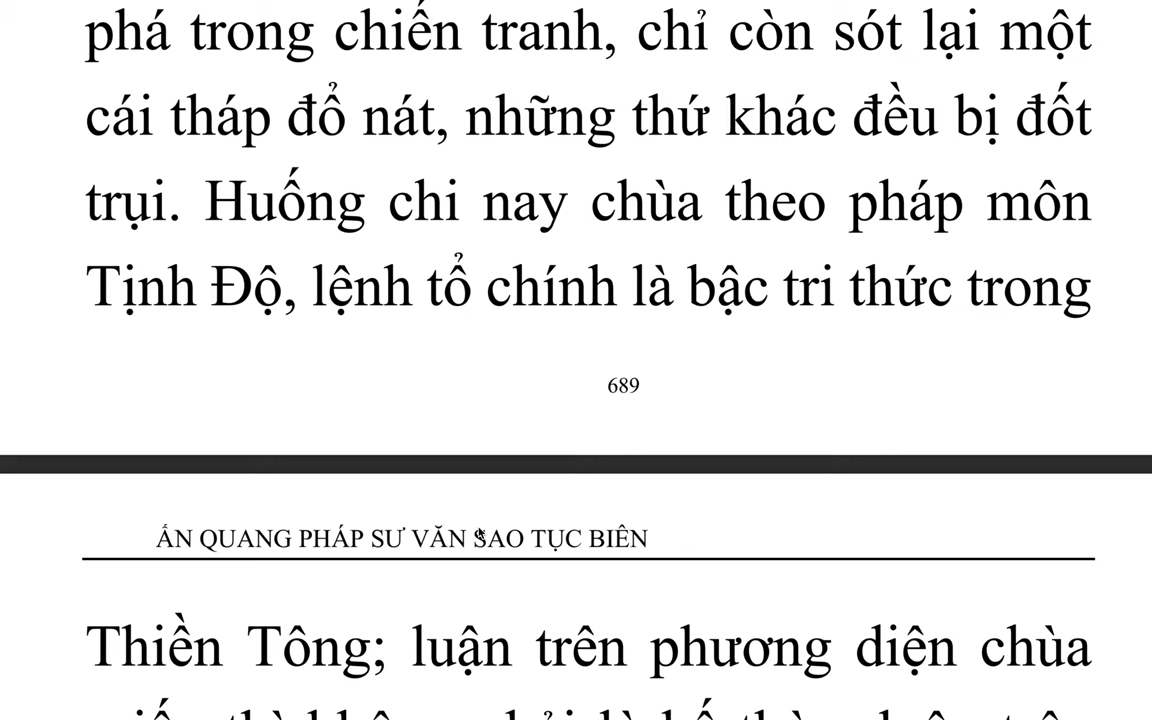 phá trong chiến tranh, chỉ còn sót lại một
cái tháp đổ nát, những thứ khác đều bị đốt
trụi. Huống chi nay chùa theo pháp môn
Tịnh Độ, lệnh tổ chính là bậc tri thức trong
689
ẤN QUANG PHÁP SƯ VĂN SAO TỤC BIÊN
Thiền Tông; luận trên phương diện chùa